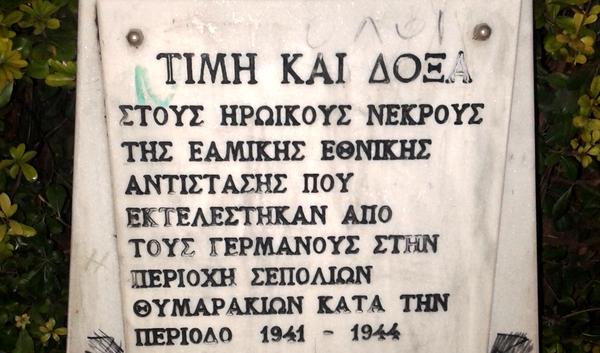 ΤΙΜΗ ΚΑΙ ΔΟΞΑ
ΣΤΟΥΣ ΗΡΩΙΚΟΥΣ ΝΕΚΡΟΥΣ
ΤΗΣ ΕΑΜΙΚΗΣ ΕΘΝΙΚΗΣ
ΑΝΤΙΣΤΑΣΗΣ ΠΟΥ
ΕΚΤΕΛΕΣΤΗΚΑΝ ΑΠΟ
ΤΟΥΣ ΓΕΡΜΑΝΟΥΣ ΣΤΗΝ
ΠΕΡΙΟΧΗ ΣΕΠΟΛΙΩΝ
ΘΥΜΑΡΑΚΙΩΝ ΚΑΤΑ ΤΗΝ
ΠΕΡΙΟΔΟ 1941 - 1944